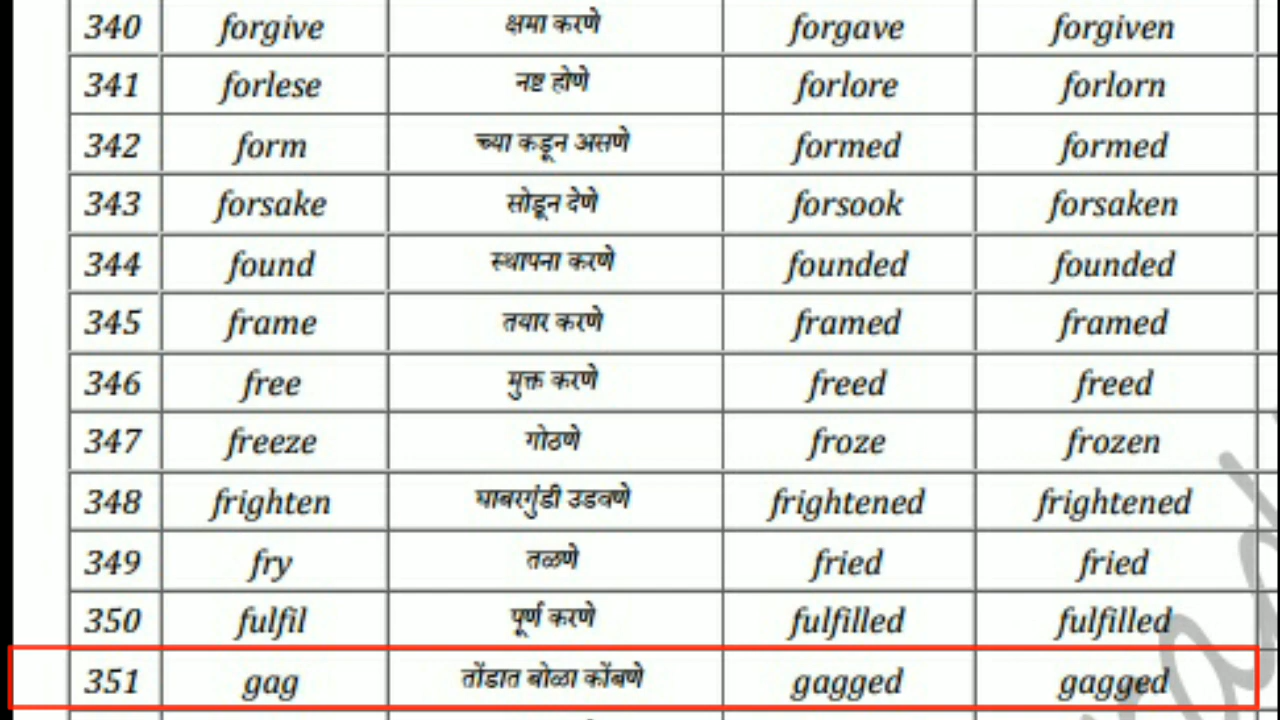 340 forgive क्षमा करणे forgave forgiven
341 forlese नष्ट होणे forlore forlorn
342 form च्या कडून असणे formed formed
343 forsake सोडून देणे forsook forsaken
344 found स्थापना करणे founded founded
345 frame तयार करणे framed framed
346 free मुक्त करणे freed freed
347 freeze गोठणे froze frozen
348 frighten घाबरगुंडी उडवणे frightened frightened
349 fry तळणे fried fried
350 fulfil पूर्ण करणे fulfilled fulfilled
351 gag तोंडात बोळा कोंबणे gagged gagged